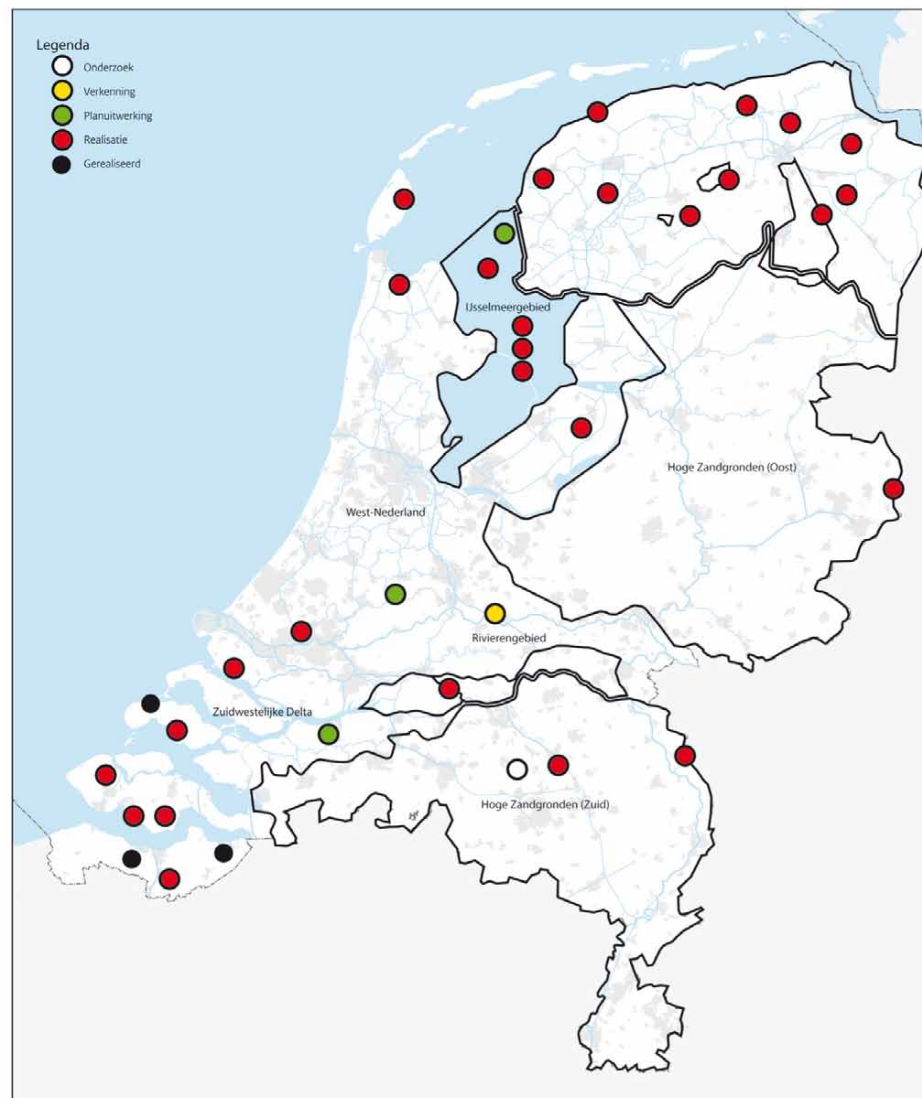 Legenda
Onderzoek
Verkenning
Planuitwerking
Realisatie
Gerealiseerd
IJsselmeergebied
Hoge Zandgronden (Oost)
West-Nederland
Rivierengebied
Zuidwestelijke Delta
Hoge Zandgronden (Zuid)